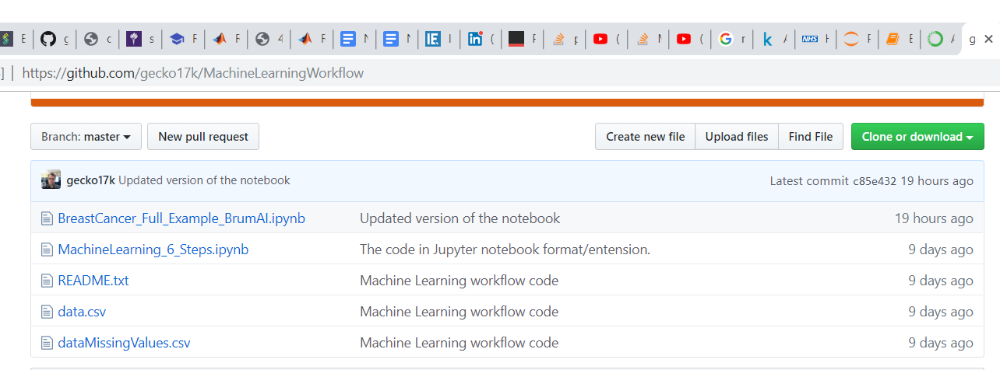 E g c s F F 4 F N N IE I in ( F p ( N ( G r k A NHS H F E A g ×
] | https://github.com/gecko17k/MachineLearningWorkflow
Branch: master New pull request Create new file Upload files Find File Clone or download
gecko17k Updated version of the notebook Latest commit c85e432 19 hours ago
BreastCancer_Full_Example_BrumAI.ipynb Updated version of the notebook 19 hours ago
MachineLearning_6_Steps.ipynb The code in Jupyter notebook format/entension. 9 days ago
README.txt Machine Learning workflow code 9 days ago
data.csv Machine Learning workflow code 9 days ago
dataMissingValues.csv Machine Learning workflow code 9 days ago